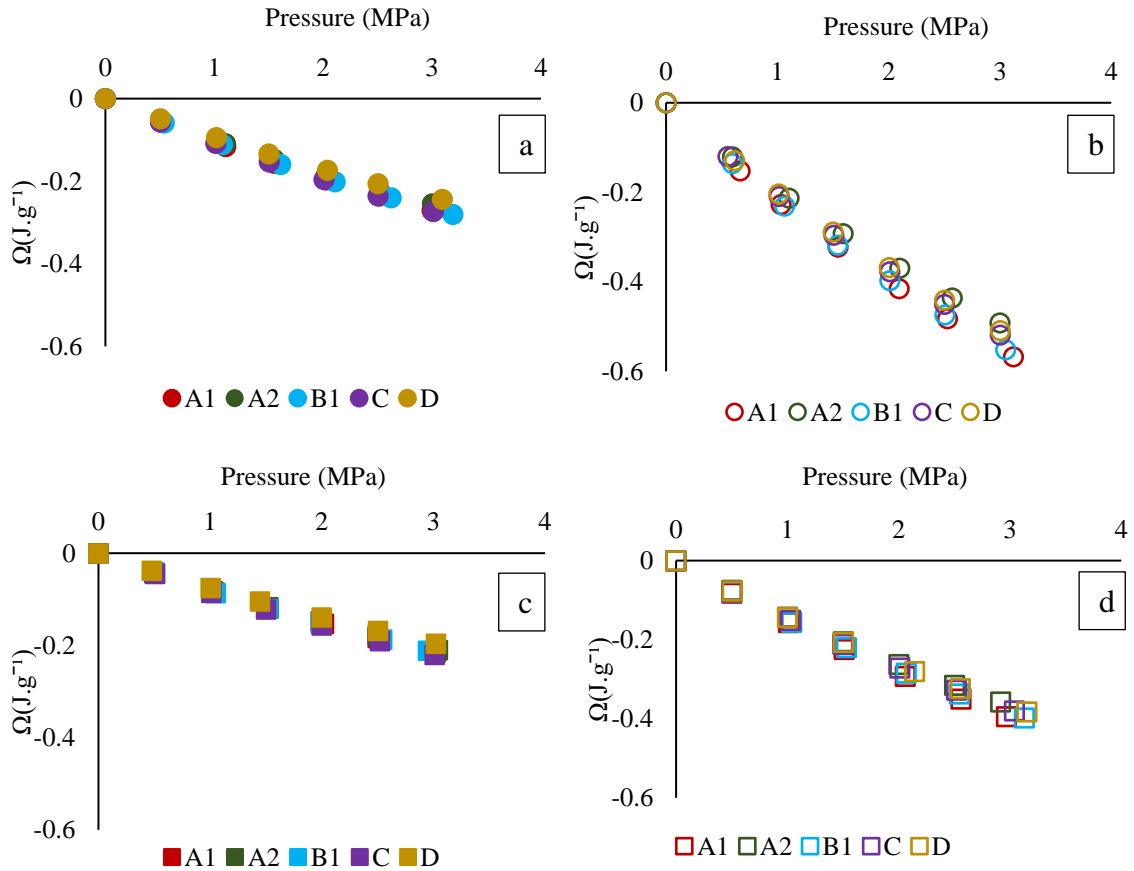 Pressure (MPa)
0 1 2 3 4
0
-0.2
-0.4
-0.6
Ω(J.g⁻¹)
a
A1 A2 B1 C D
Pressure (MPa)
0 1 2 3 4
0
-0.2
-0.4
-0.6
Ω(J.g⁻¹)
b
A1 A2 B1 C D
Pressure (MPa)
0 1 2 3 4
0
-0.2
-0.4
-0.6
Ω(J.g⁻¹)
c
A1 A2 B1 C D
Pressure (MPa)
0 1 2 3 4
0
-0.2
-0.4
-0.6
Ω(J.g⁻¹)
d
A1 A2 B1 C D